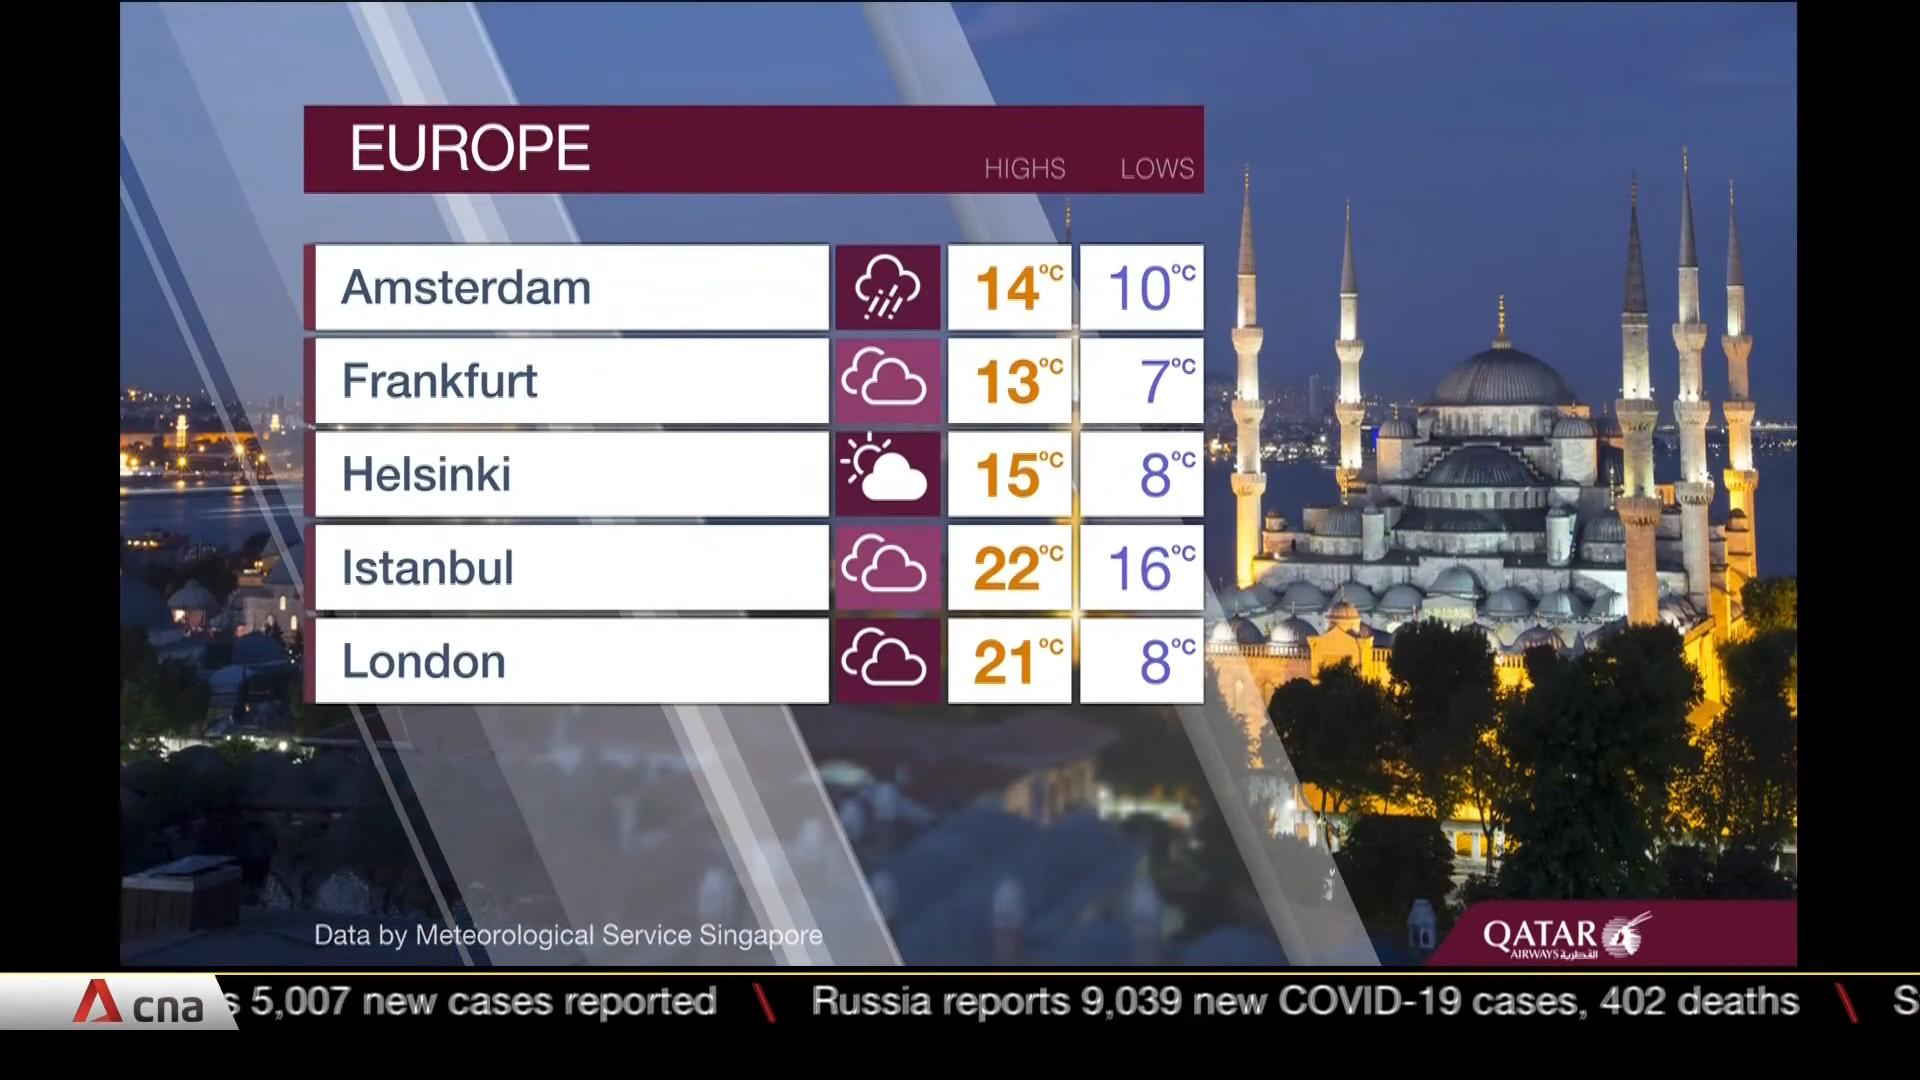 EUROPE
HIGHS LOWS
Amsterdam 14°C 10°C
Frankfurt 13°C 7°C
Helsinki 15°C 8°C
Istanbul 22°C 16°C
London 21°C 8°C
Data by Meteorological Service Singapore
QATAR
AIRWAYS القطرية
cna s 5,007 new cases reported \ Russia reports 9,039 new COVID-19 cases, 402 deaths \ S